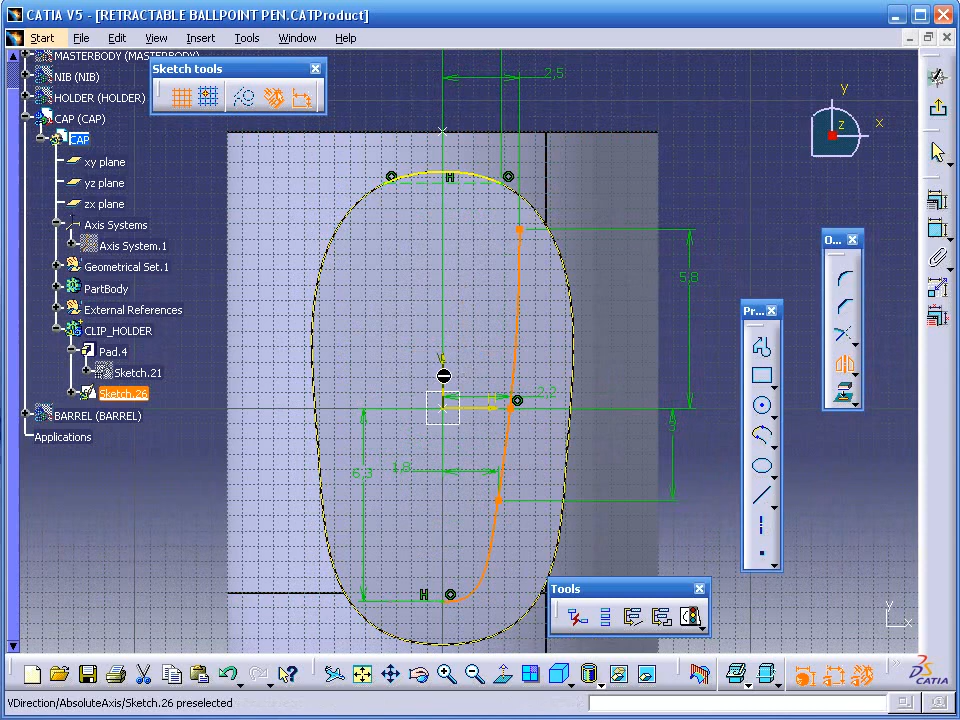 CATIA V5 - [RETRACTABLE BALLPOINT PEN.CATProduct]
Start File Edit View Insert Tools Window Help
MASTERBODY (MASTERBODY)
NIB (NIB)
HOLDER (HOLDER)
CAP (CAP)
CAP
xy plane
yz plane
zx plane
Axis Systems
Axis System.1
Geometrical Set.1
PartBody
External References
CLIP_HOLDER
Pad.4
Sketch.21
Sketch.26
BARREL (BARREL)
Applications
Sketch tools
2,5
H
y
z x
O...
5,8
Pr...
V
H
2,2
3
1,8
6,3
H
Tools
y
x
CATIA
VDirection/AbsoluteAxis/Sketch.26 preselected